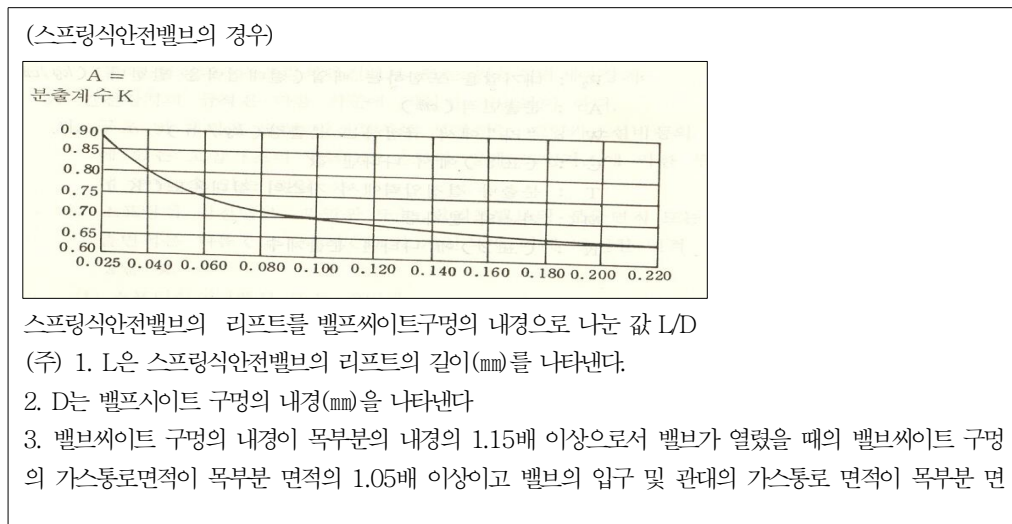 (스프링식안전밸브의 경우)
A =
분출계수 K
0.90
0.85
0.80
0.75
0.70
0.65
0.60
0.025 0.040 0.060 0.080 0.100 0.120 0.140 0.160 0.180 0.200 0.220
스프링식안전밸브의 리프트를 밸프씨이트구멍의 내경으로 나눈 값 L/D
(주) 1. L은 스프링식안전밸브의 리프트의 길이(㎜)를 나타낸다.
2. D는 밸프시이트 구멍의 내경(㎜)을 나타낸다
3. 밸브씨이트 구멍의 내경이 목부분의 내경의 1.15배 이상으로서 밸브가 열렸을 때의 밸브씨이트 구멍
의 가스통로면적이 목부분 면적의 1.05배 이상이고 밸브의 입구 및 관대의 가스통로 면적이 목부분 면